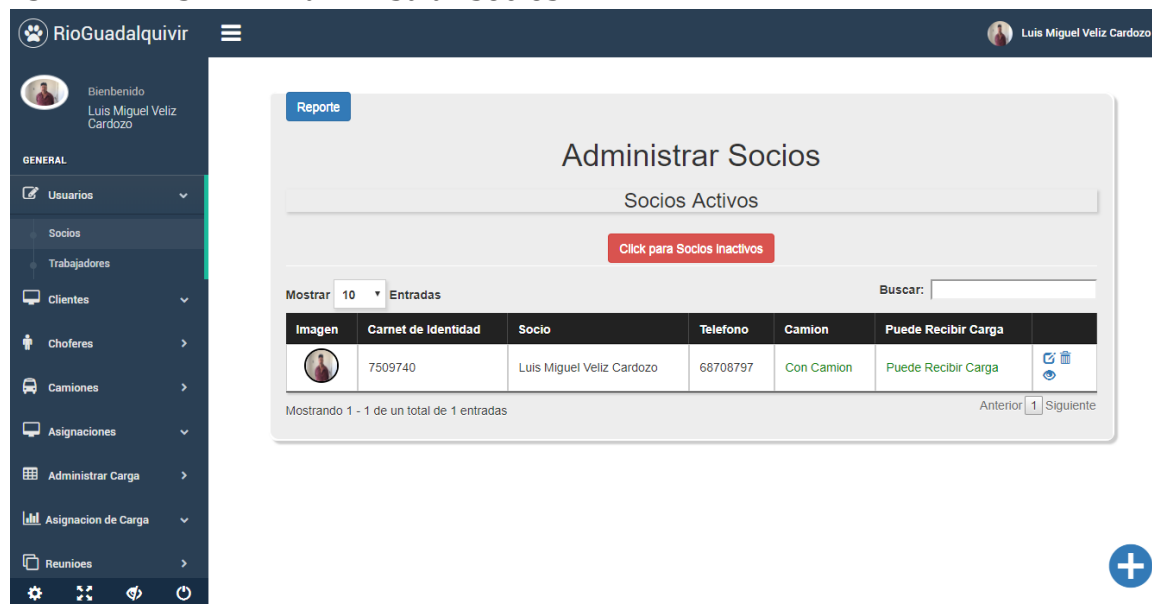 RioGuadalquivir
Luis Miguel Veliz Cardozo
Bienbenido
Luis Miguel Veliz
Cardozo
GENERAL
Usuarios
Socios
Trabajadores
Clientes
Choferes
Camiones
Asignaciones
Administrar Carga
Asignacion de Carga
Reunioes
Reporte
Administrar Socios
Socios Activos
Click para Socios Inactivos
Mostrar 10 Entradas
Buscar:
Imagen Carnet de Identidad Socio Telefono Camion Puede Recibir Carga
7509740 Luis Miguel Veliz Cardozo 68708797 Con Camion Puede Recibir Carga
Mostrando 1 - 1 de un total de 1 entradas
Anterior 1 Siguiente